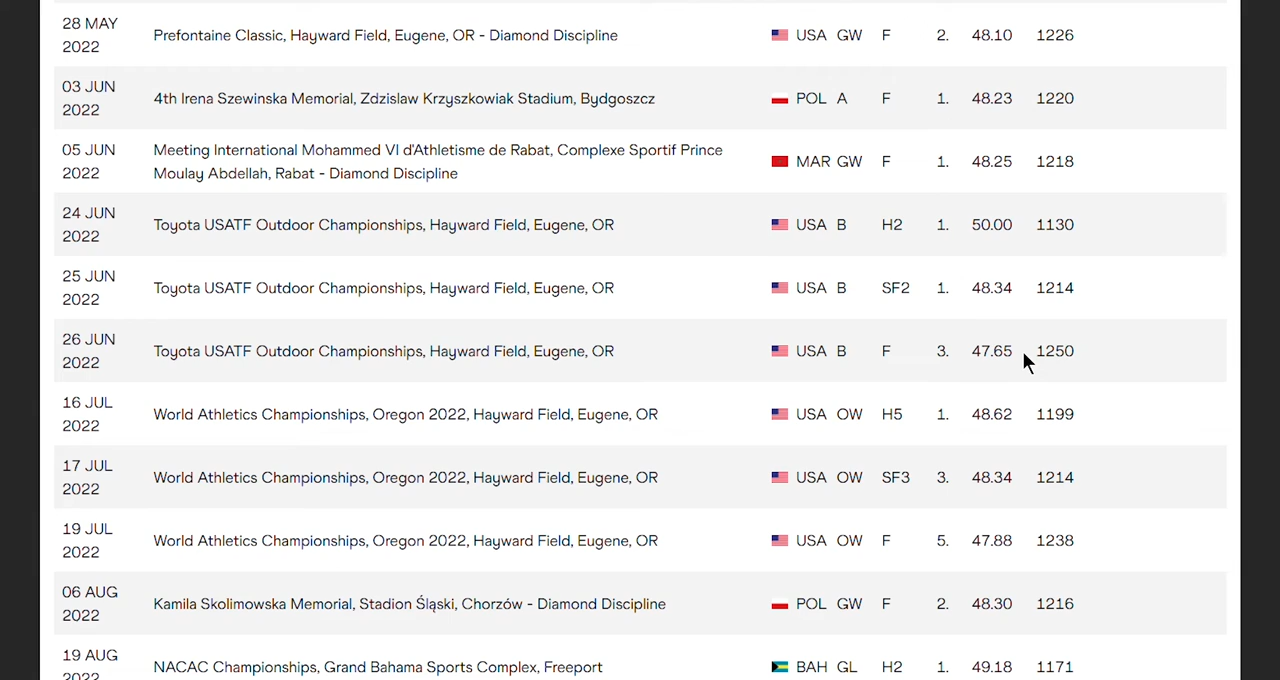 28 MAY
2022
Prefontaine Classic, Hayward Field, Eugene, OR - Diamond Discipline USA GW F 2. 48.10 1226
03 JUN
2022
4th Irena Szewinska Memorial, Zdzislaw Krzyszkowiak Stadium, Bydgoszcz POL A F 1. 48.23 1220
05 JUN
2022
Meeting International Mohammed VI d'Athletisme de Rabat, Complexe Sportif Prince
Moulay Abdellah, Rabat - Diamond Discipline MAR GW F 1. 48.25 1218
24 JUN
2022
Toyota USATF Outdoor Championships, Hayward Field, Eugene, OR USA B H2 1. 50.00 1130
25 JUN
2022
Toyota USATF Outdoor Championships, Hayward Field, Eugene, OR USA B SF2 1. 48.34 1214
26 JUN
2022
Toyota USATF Outdoor Championships, Hayward Field, Eugene, OR USA B F 3. 47.65 1250
16 JUL
2022
World Athletics Championships, Oregon 2022, Hayward Field, Eugene, OR USA OW H5 1. 48.62 1199
17 JUL
2022
World Athletics Championships, Oregon 2022, Hayward Field, Eugene, OR USA OW SF3 3. 48.34 1214
19 JUL
2022
World Athletics Championships, Oregon 2022, Hayward Field, Eugene, OR USA OW F 5. 47.88 1238
06 AUG
2022
Kamila Skolimowska Memorial, Stadion Śląski, Chorzów - Diamond Discipline POL GW F 2. 48.30 1216
19 AUG
2022
NACAC Championships, Grand Bahama Sports Complex, Freeport BAH GL H2 1. 49.18 1171